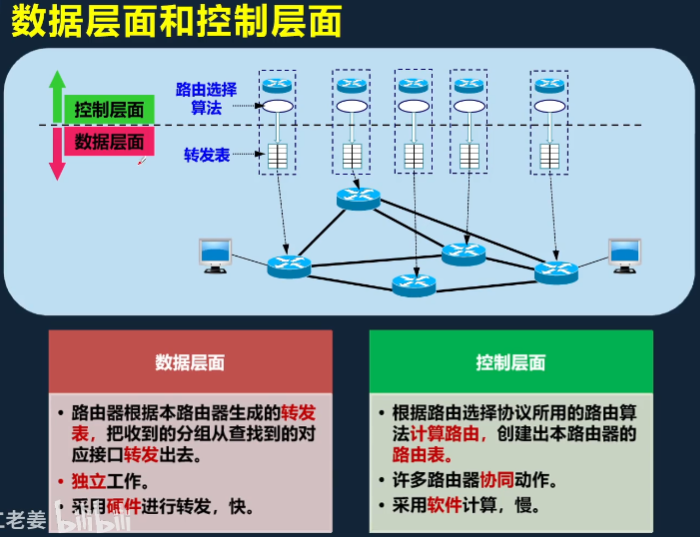 数据层面和控制层面
路由选择
算法
控制层面
数据层面
转发表
数据层面
• 路由器根据本路由器生成的转发
表，把收到的分组从查找到的对
应接口转发出去。
• 独立工作。
• 采用硬件进行转发，快。
控制层面
• 根据路由选择协议所用的路由算
法计算路由，创建出本路由器的
路由表。
• 许多路由器协同动作。
• 采用软件计算，慢。
老姜 bilibili